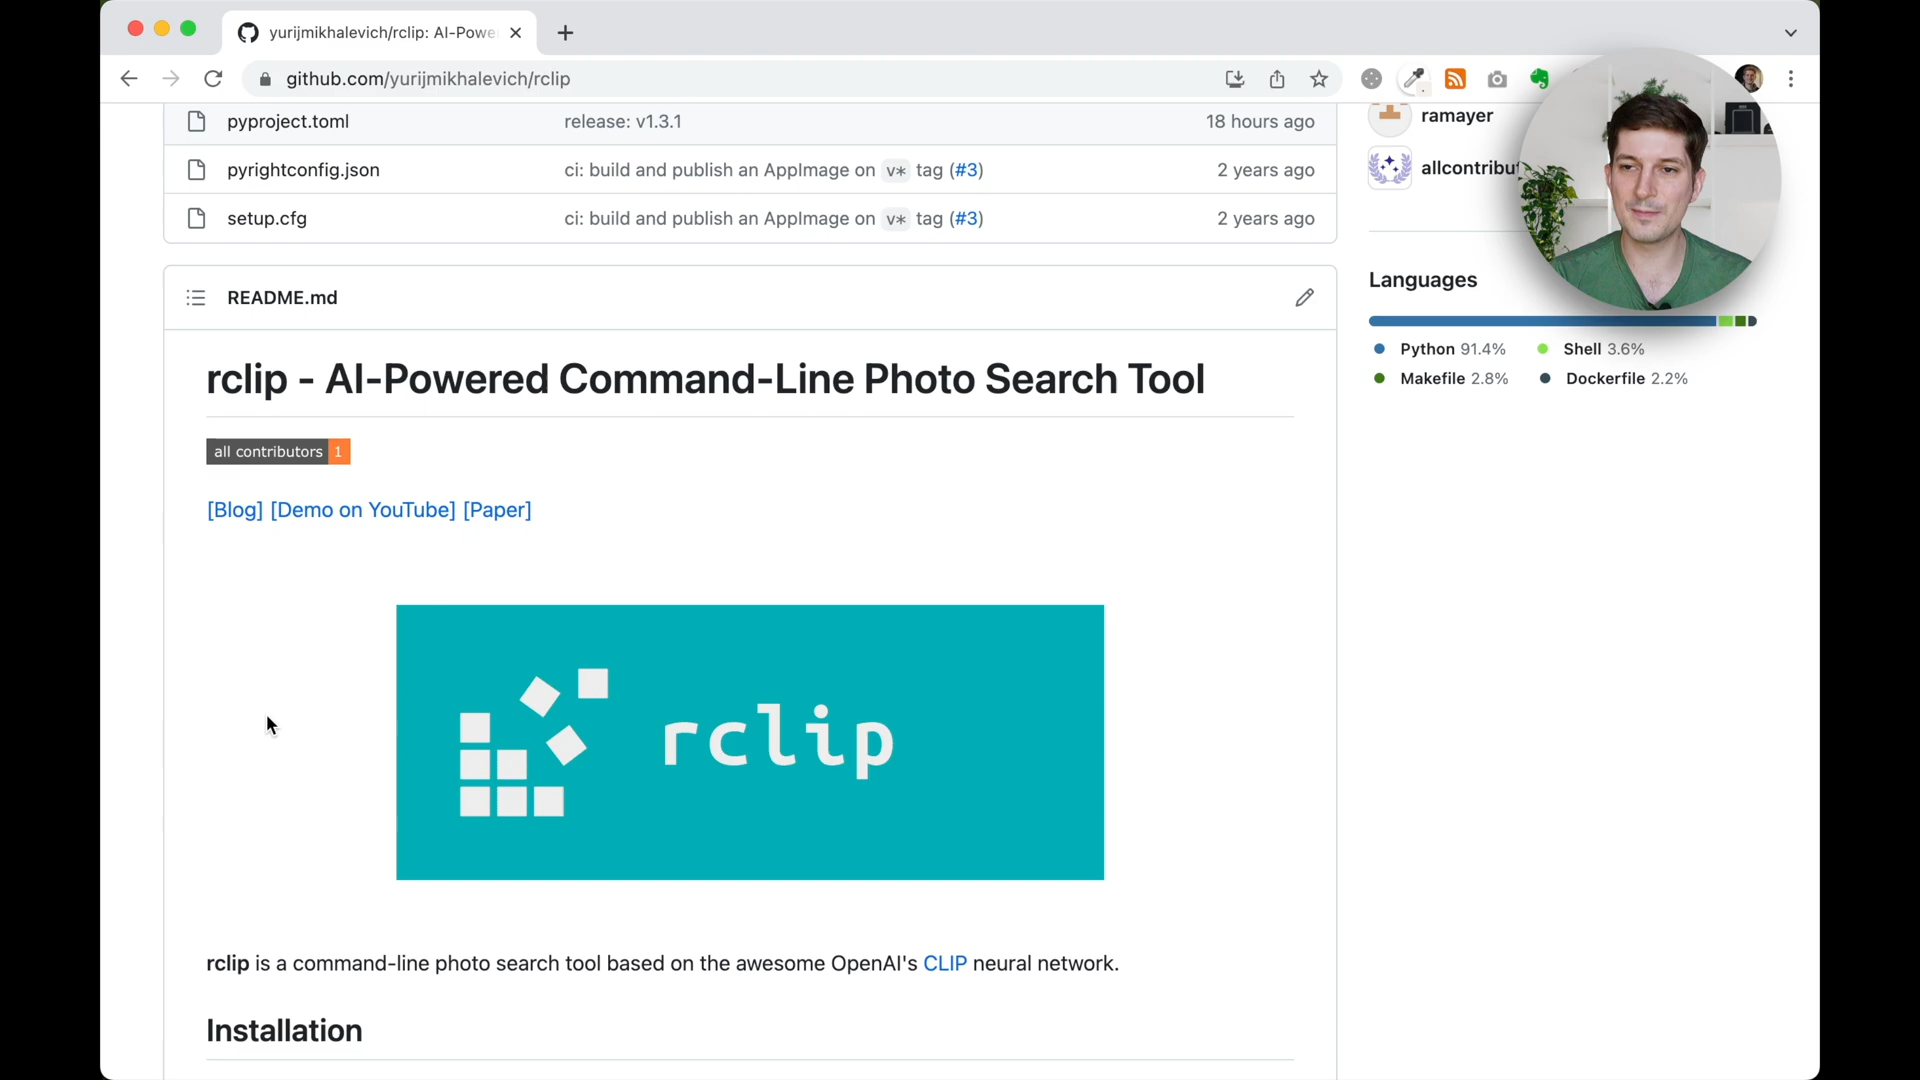 yurijmikhalevich/rclip: AI-Powe
github.com/yurijmikhalevich/rclip
pyproject.toml release: v1.3.1 18 hours ago
pyrightconfig.json ci: build and publish an AppImage on v* tag (#3) 2 years ago
setup.cfg ci: build and publish an AppImage on v* tag (#3) 2 years ago
README.md
rclip - AI-Powered Command-Line Photo Search Tool
all contributors 1
[Blog] [Demo on YouTube] [Paper]
rclip
rclip is a command-line photo search tool based on the awesome OpenAI's CLIP neural network.
Installation
ramayer
allcontribu
Languages
Python 91.4% Shell 3.6%
Makefile 2.8% Dockerfile 2.2%